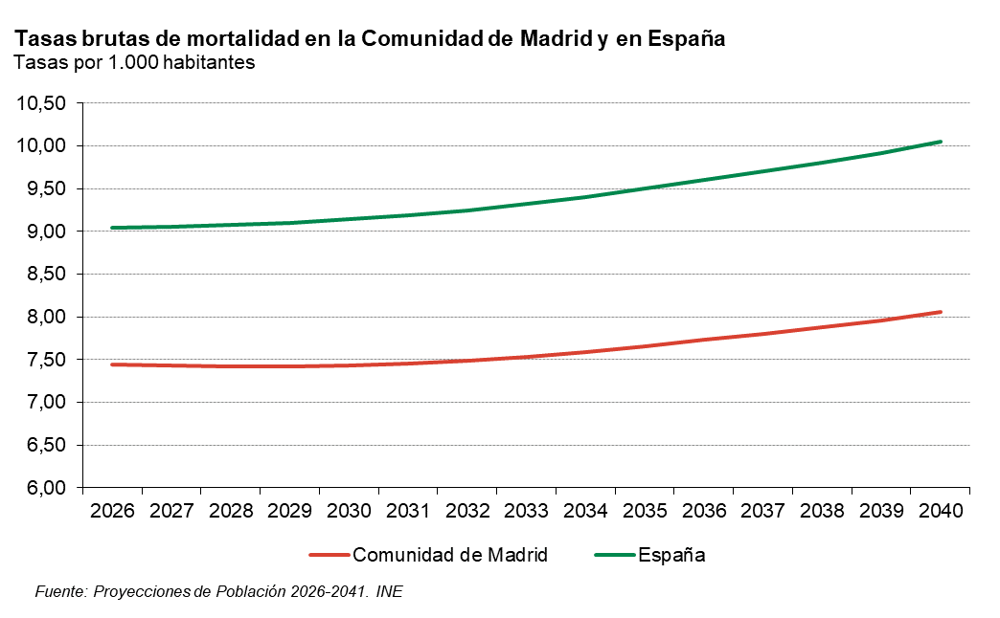 Tasas brutas de mortalidad en la Comunidad de Madrid y en España
Tasas por 1.000 habitantes
10,50
10,00
9,50
9,00
8,50
8,00
7,50
7,00
6,50
6,00
2026 2027 2028 2029 2030 2031 2032 2033 2034 2035 2036 2037 2038 2039 2040
Comunidad de Madrid España
Fuente: Proyecciones de Población 2026-2041. INE